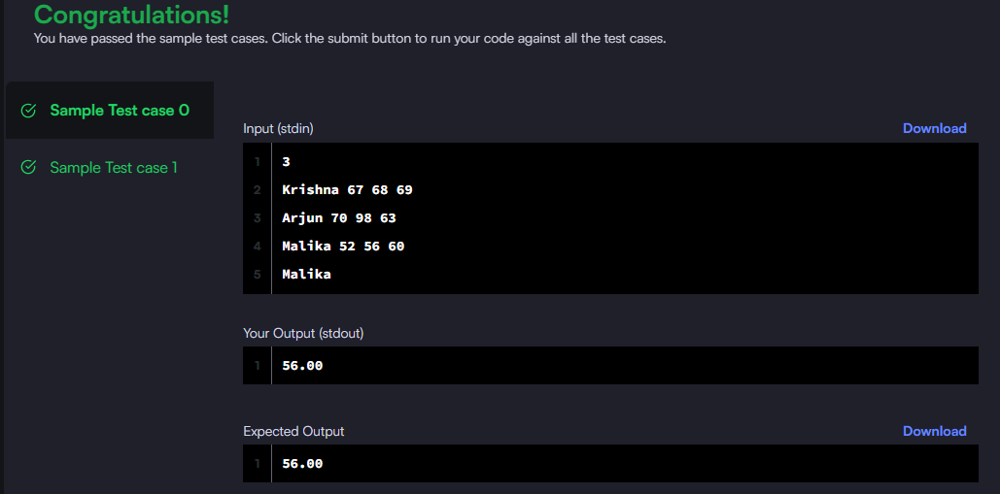 Congratulations!
You have passed the sample test cases. Click the submit button to run your code against all the test cases.
Sample Test case 0
Sample Test case 1
Input (stdin)
Download
1 3
2 Krishna 67 68 69
3 Arjun 70 98 63
4 Malika 52 56 60
5 Malika
Your Output (stdout)
1 56.00
Expected Output
Download
1 56.00